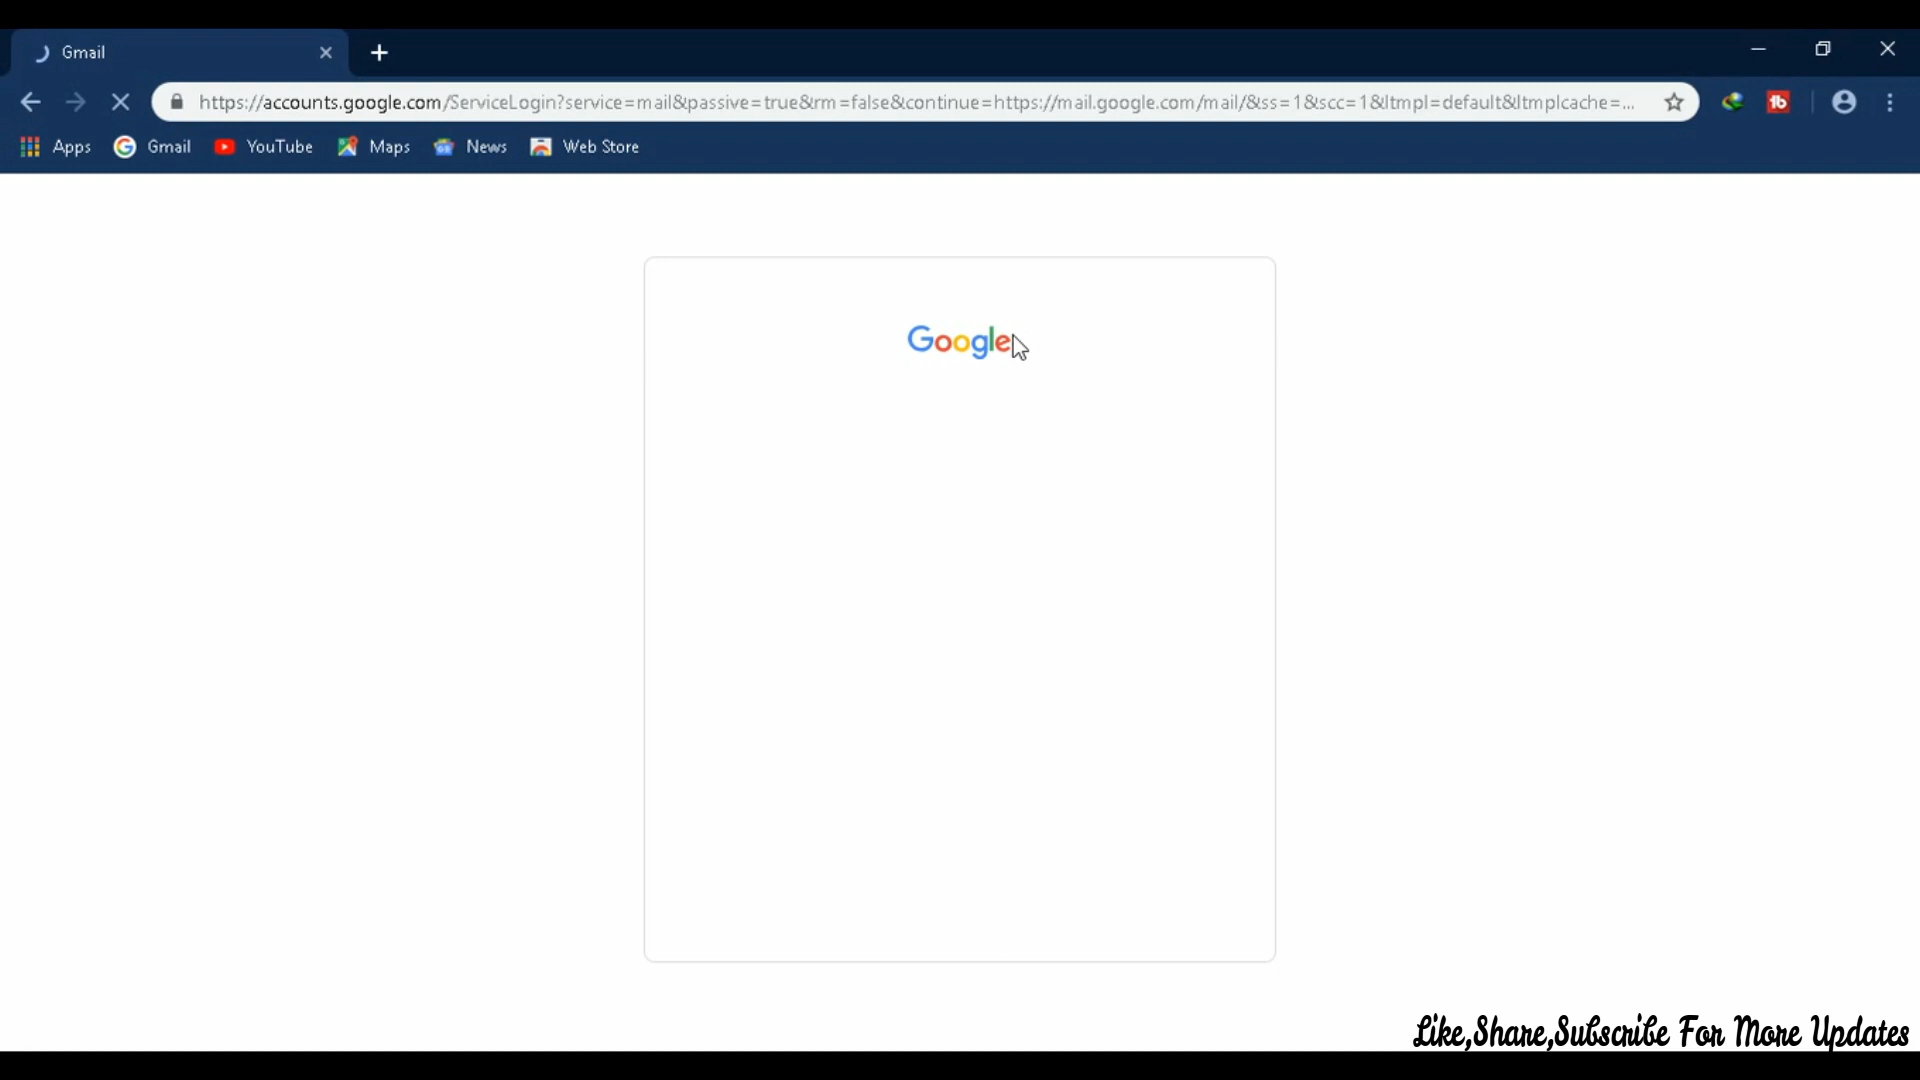 Gmail
https://accounts.google.com/ServiceLogin?service=mail&passive=true&rm=false&continue=https://mail.google.com/mail/&ss=1&scc=1&ltmpl=default&ltmplcache=...
Apps Gmail YouTube Maps News Web Store
Google
Like,Share,Subscribe For More Updates